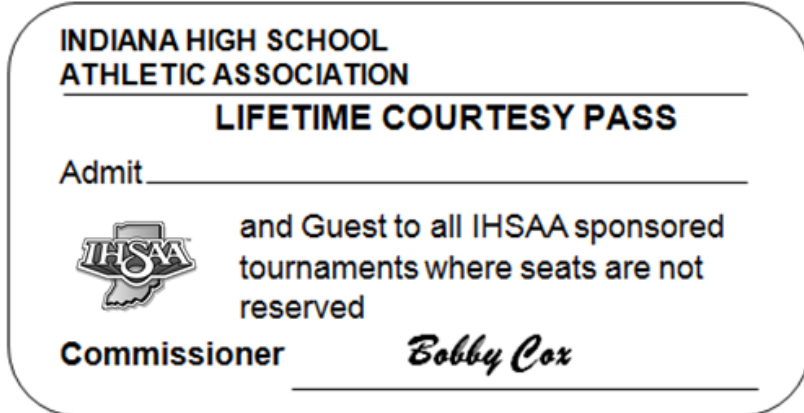 INDIANA HIGH SCHOOL
ATHLETIC ASSOCIATION
LIFETIME COURTESY PASS
Admit
IHSAA
and Guest to all IHSAA sponsored
tournaments where seats are not
reserved
Commissioner Bobby Cox